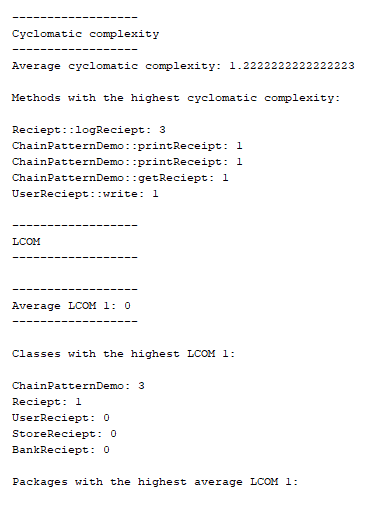 ------------------
Cyclomatic complexity
------------------
Average cyclomatic complexity: 1.2222222222222223
Methods with the highest cyclomatic complexity:
Reciept::logReciept: 3
ChainPatternDemo::printReceipt: 1
ChainPatternDemo::printReciept: 1
ChainPatternDemo::getReciept: 1
UserReciept::write: 1
------------------
LCOM
------------------
------------------
Average LCOM 1: 0
------------------
Classes with the highest LCOM 1:
ChainPatternDemo: 3
Reciept: 1
UserReciept: 0
StoreReciept: 0
BankReciept: 0
Packages with the highest average LCOM 1: